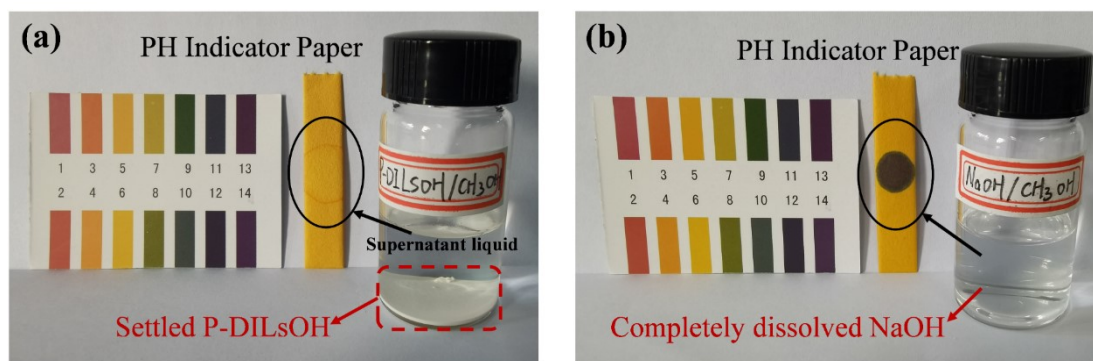 (a)
PH Indicator Paper
1 3 5 7 9 11 13
2 4 6 8 10 12 14
P-DILsOH/CH3OH
Supernatant liquid
Settled P-DILsOH
(b)
PH Indicator Paper
1 3 5 7 9 11 13
2 4 6 8 10 12 14
NaOH/CH3OH
Completely dissolved NaOH